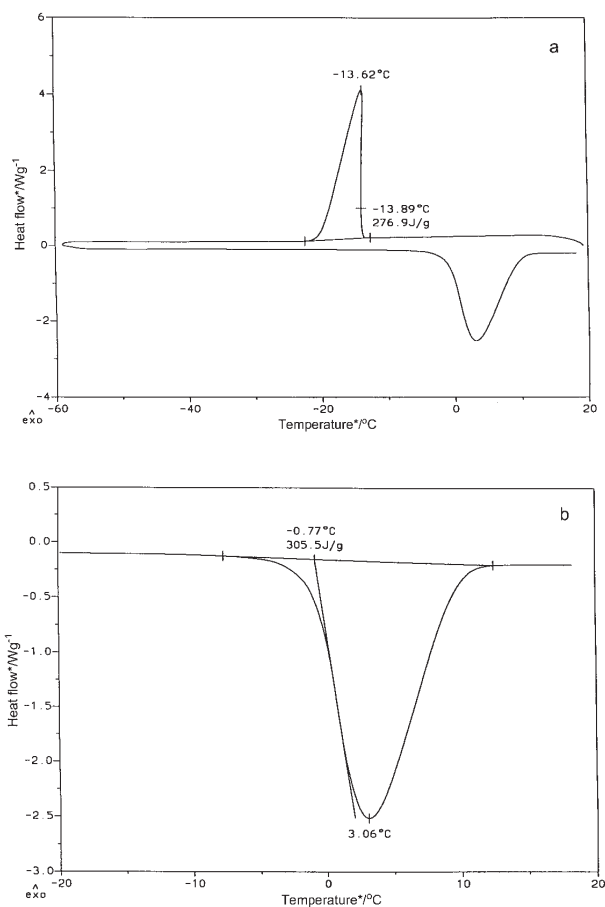 6
a
-13.62°C
4
Heat flow*/Wg-1
2
-13.89°C
276.9J/g
0
-2
-4
^
exo
-60
-40
-20
0
20
Temperature*/°C
0.5
b
-0.77°C
305.5J/g
0.0
-0.5
-1.0
Heat flow*/Wg-1
-1.5
-2.0
-2.5
3.06°C
-3.0
^
exo
-20
-10
0
10
20
Temperature*/°C